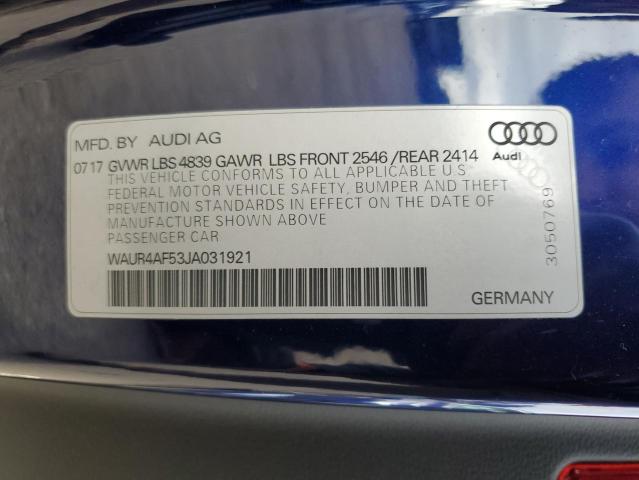 MFD. BY AUDI AG
07 17 GVWR LBS 4839 GAWR LBS FRONT 2546 /REAR 2414
Audi
THIS VEHICLE CONFORMS TO ALL APPLICABLE U.S
FEDERAL MOTOR VEHICLE SAFETY, BUMPER AND THEFT
PREVENTION STANDARDS IN EFFECT ON THE DATE OF
MANUFACTURE SHOWN ABOVE
PASSENGER CAR
WAUR4AF53JA031921
GERMANY
3050769